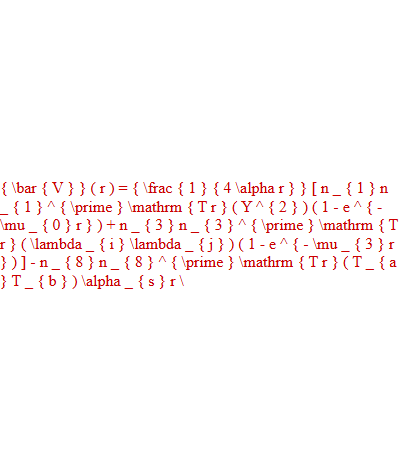 { \bar { V } } ( r ) = { \frac { 1 } { 4 \alpha r } } [ n _ { 1 } n
_ { 1 } ^ { \prime } \mathrm { T r } ( Y ^ { 2 } ) ( 1 - e ^ { -
\mu _ { 0 } r } ) + n _ { 3 } n _ { 3 } ^ { \prime } \mathrm { T
r } ( \lambda _ { i } \lambda _ { j } ) ( 1 - e ^ { - \mu _ { 3 } r
} ) ] - n _ { 8 } n _ { 8 } ^ { \prime } \mathrm { T r } ( T _ { a
} T _ { b } ) \alpha _ { s } r \